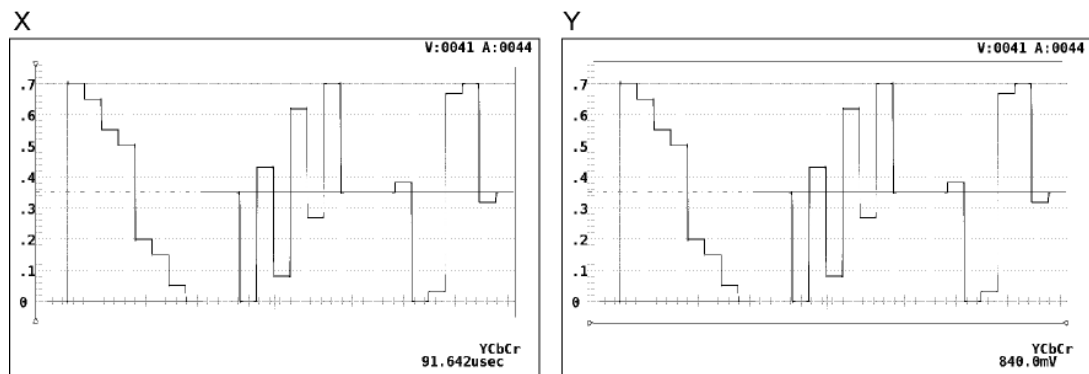 X
V:0041 A:0044
.7
.6
.5
.4
.3
.2
.1
0
YCbCr
91.642usec
Y
V:0041 A:0044
.7
.6
.5
.4
.3
.2
.1
0
YCbCr
840.0mV